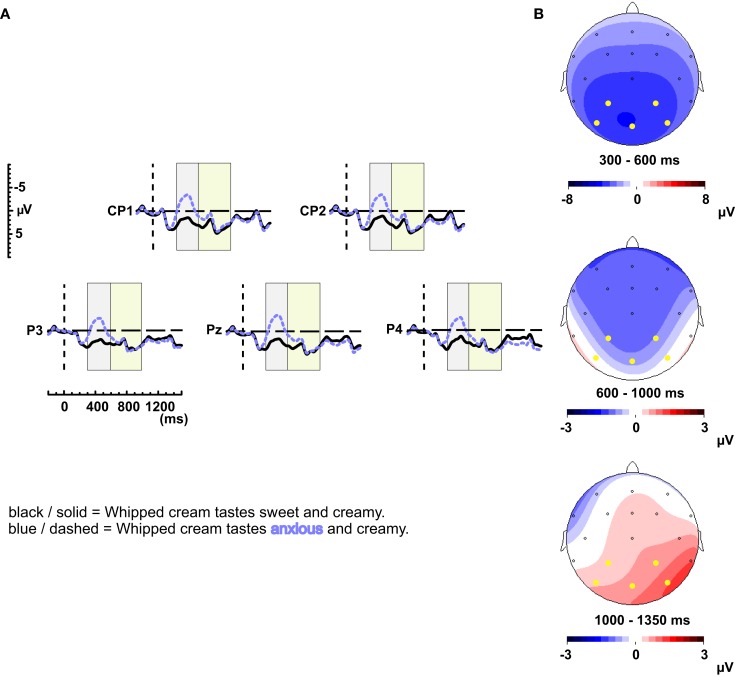 A
B
300 - 600 ms
-8 0 8
µV
-5
µV
5
CP1
CP2
P3
Pz
P4
0 400 800 1200
(ms)
600 - 1000 ms
-3 0 3
µV
black / solid = Whipped cream tastes sweet and creamy.
blue / dashed = Whipped cream tastes anxious and creamy.
1000 - 1350 ms
-3 0 3
µV